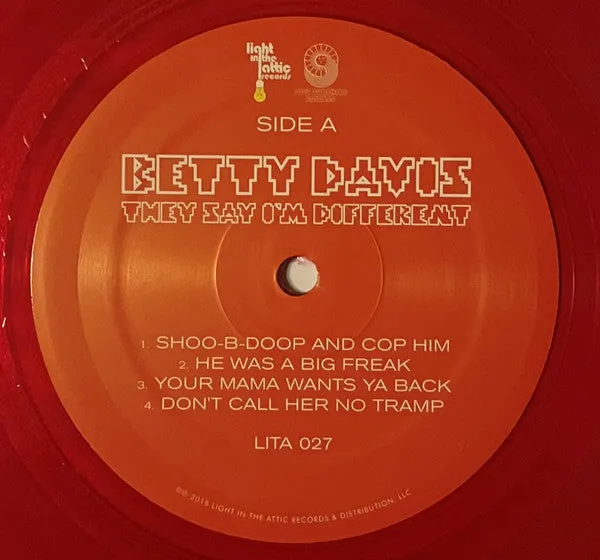 light
in the
attic
records
SIDE A
BETTY DAVIS
THEY SAY I'M DIFFERENT
1. SHOO-B-DOOP AND COP HIM
2. HE WAS A BIG FREAK
3. YOUR MAMA WANTS YA BACK
4. DON'T CALL HER NO TRAMP
LITA 027
℗© 2018 LIGHT IN THE ATTIC RECORDS & DISTRIBUTION, LLC